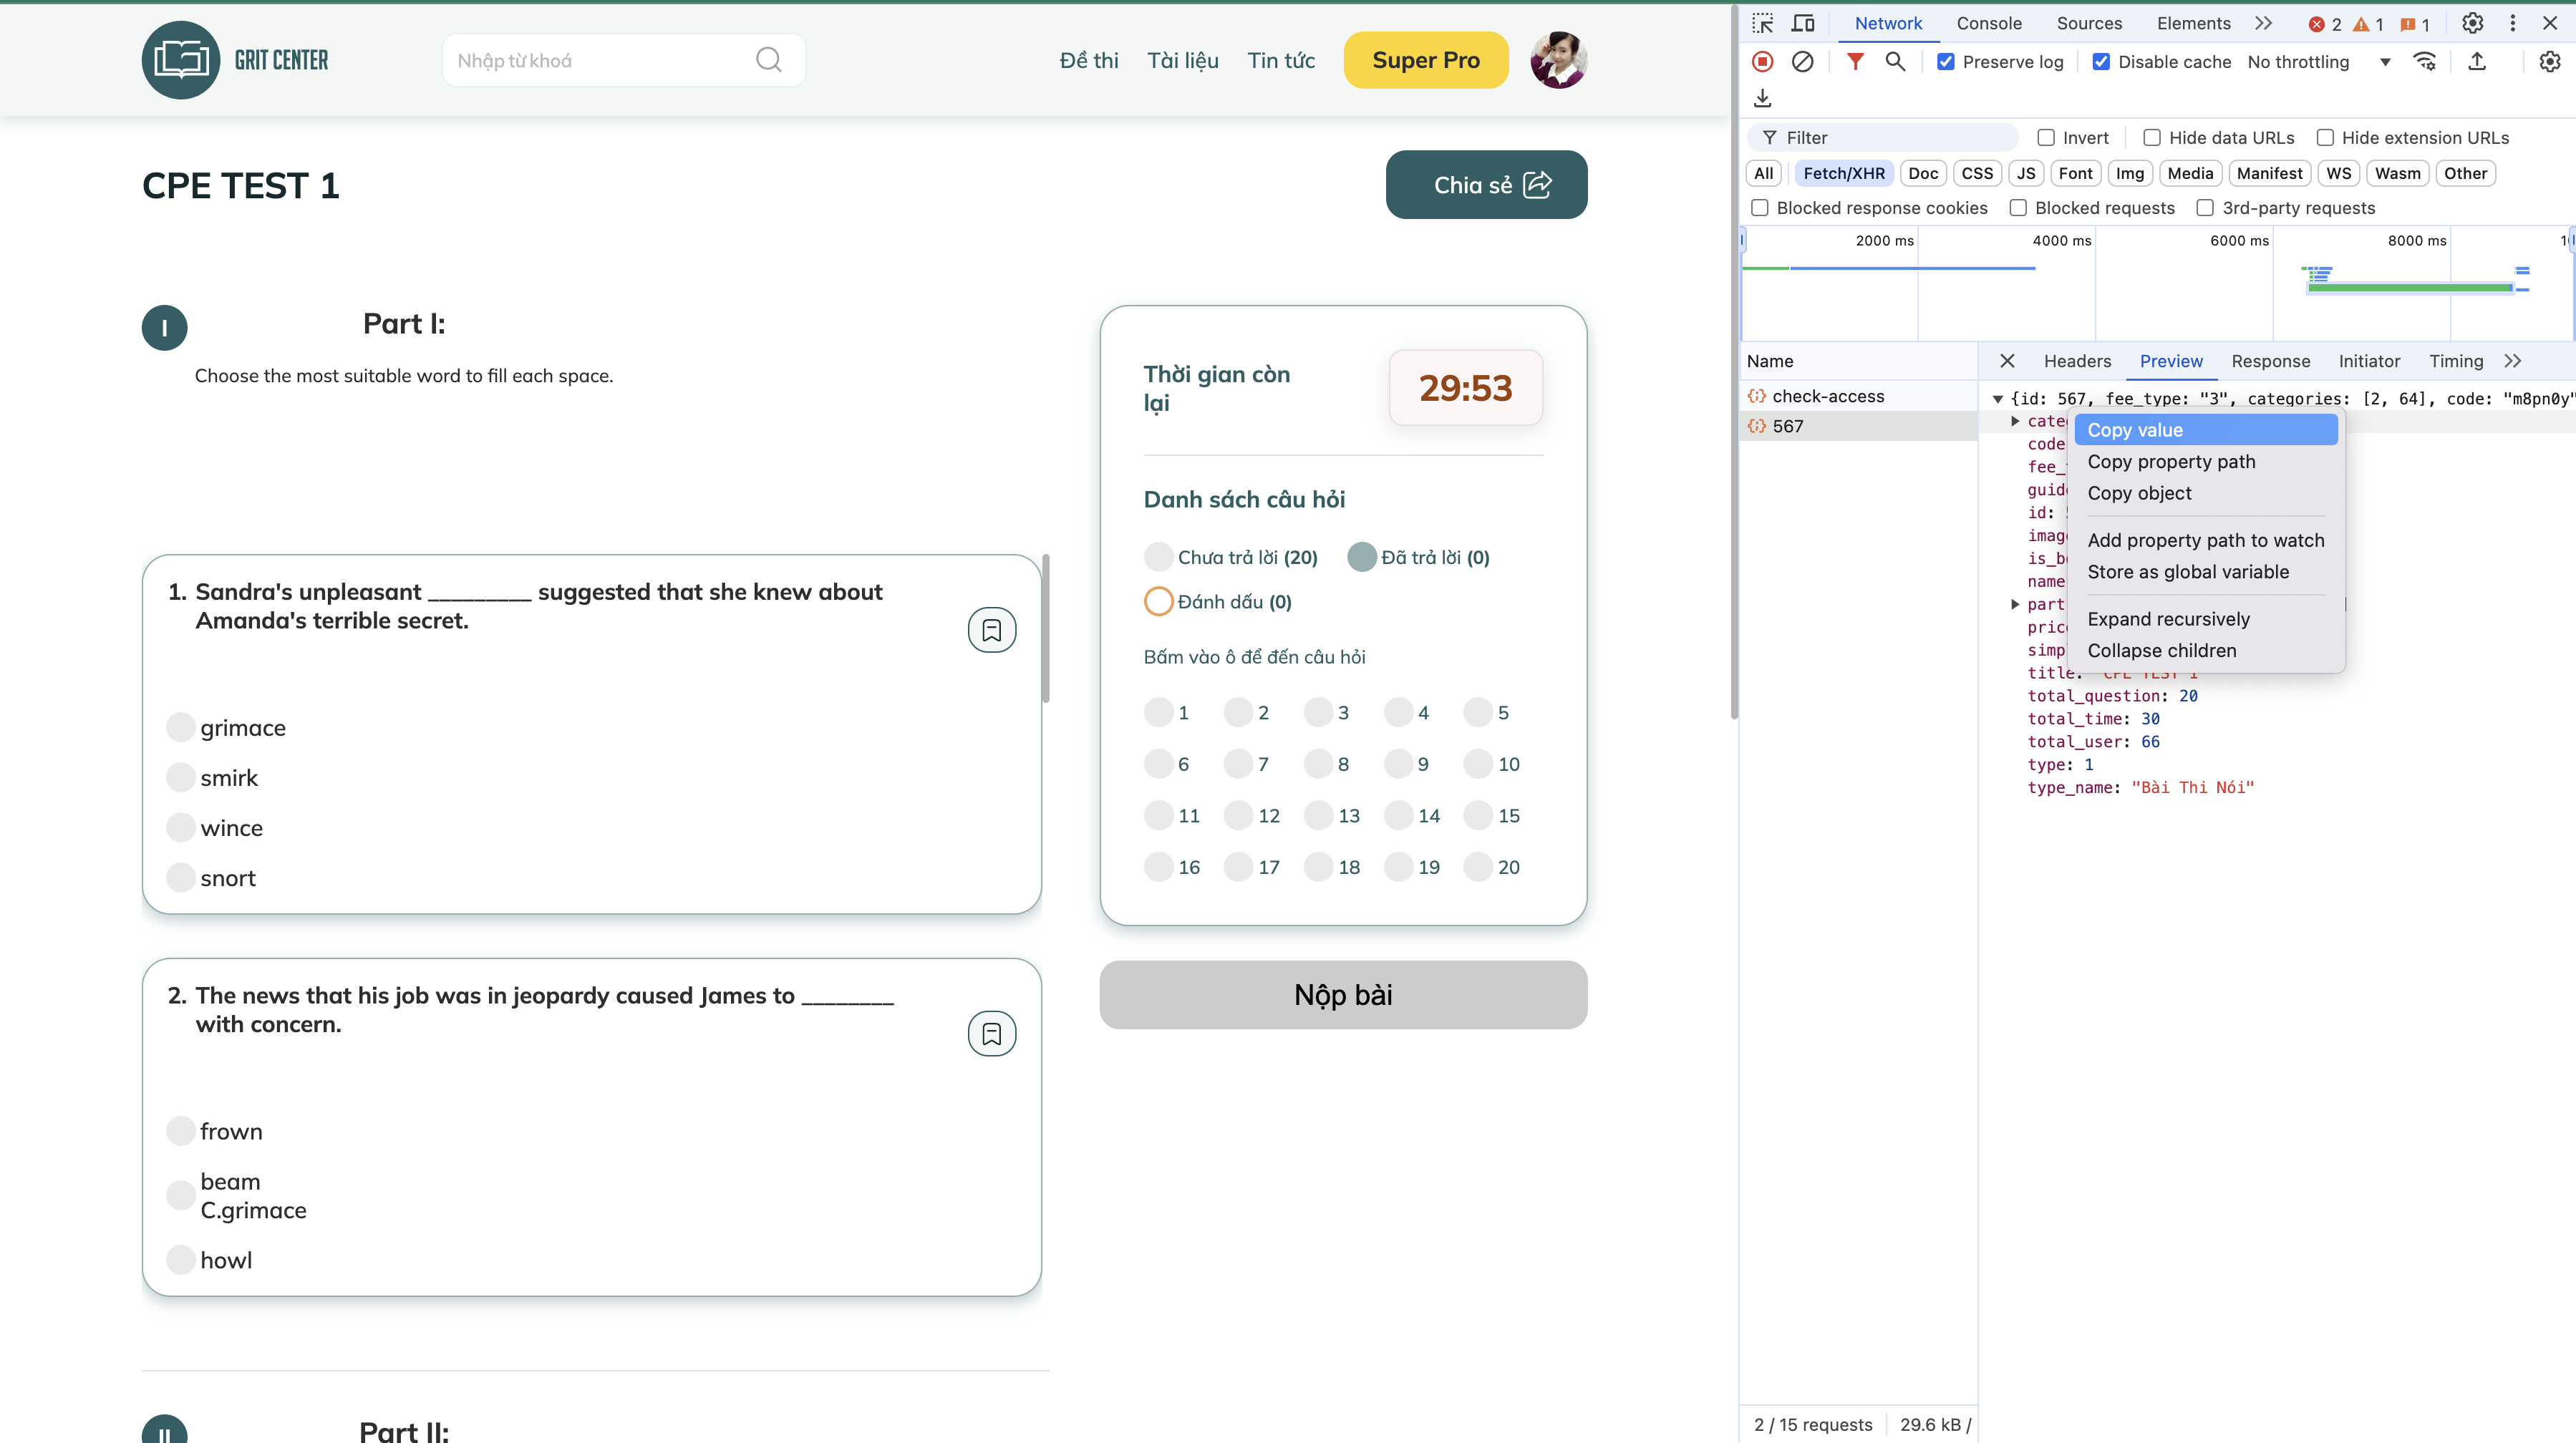 GRIT CENTER
Nhập từ khoá
Đề thi
Tài liệu
Tin tức
Super Pro
CPE TEST 1
Chia sẻ
I
Part I:
Choose the most suitable word to fill each space.
1. Sandra's unpleasant _________ suggested that she knew about
Amanda's terrible secret.
grimace
smirk
wince
snort
2. The news that his job was in jeopardy caused James to ________
with concern.
frown
beam
C.grimace
howl
II
Part II:
Thời gian còn
lại
29:53
Danh sách câu hỏi
Chưa trả lời (20)
Đã trả lời (0)
Đánh dấu (0)
Bấm vào ô để đến câu hỏi
1 2 3 4 5
6 7 8 9 10
11 12 13 14 15
16 17 18 19 20
Nộp bài
Network
Console
Sources
Elements
2
1
1
Preserve log
Disable cache
No throttling
Filter
Invert
Hide data URLs
Hide extension URLs
All
Fetch/XHR
Doc
CSS
JS
Font
Img
Media
Manifest
WS
Wasm
Other
Blocked response cookies
Blocked requests
3rd-party requests
2000 ms
4000 ms
6000 ms
8000 ms
Name
check-access
567
Headers
Preview
Response
Initiator
Timing
{id: 567, fee_type: "3", categories: [2, 64], code: "m8pn0y"
cate
code
fee_
guid
id:
imag
is_b
name
part
pric
simp
title: "CPE TEST 1"
total_question: 20
total_time: 30
total_user: 66
type: 1
type_name: "Bài Thi Nói"
Copy value
Copy property path
Copy object
Add property path to watch
Store as global variable
Expand recursively
Collapse children
2 / 15 requests
29.6 kB /